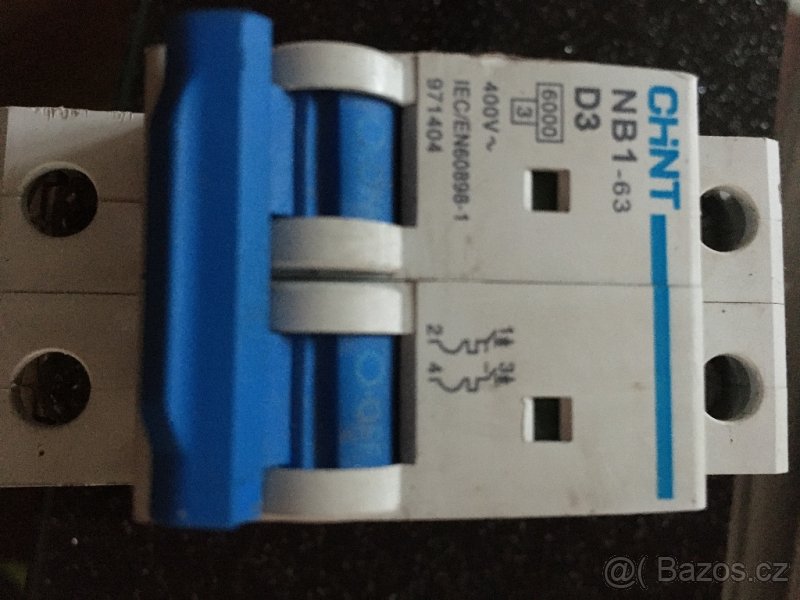 CHiNT
NB1-63
D3
6000
3
400V~
IEC/EN60898-1
971404
1 3
2 4
@( Bazos.cz